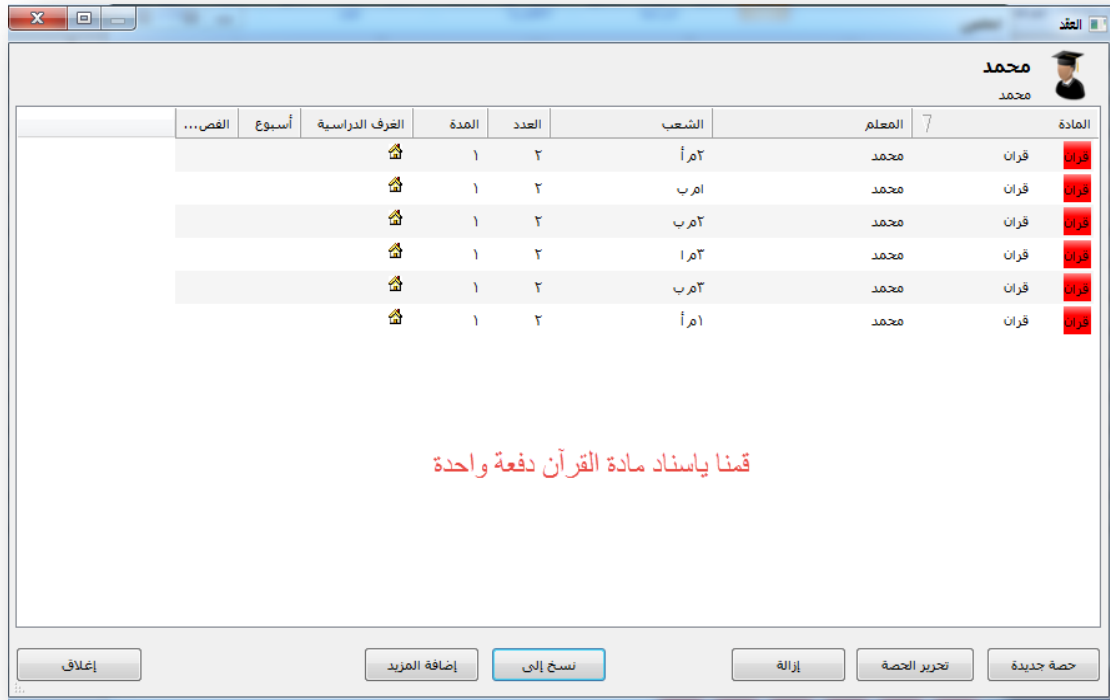 العقد
محمد
محمد
المادة المعلم الشعب العدد المدة الغرف الدراسية أسبوع الفص...
قران قران محمد ٢م أ ٢ ١
قران قران محمد ام ب ٢ ١
قران قران محمد ٢م ب ٢ ١
قران قران محمد ٣م ا ٢ ١
قران قران محمد ٣م ب ٢ ١
قران قران محمد ١م أ ٢ ١
قمنا ياسناد مادة القرآن دفعة واحدة
حصة جديدة تحرير الحصة إزالة نسخ إلى إضافة المزيد إغلاق